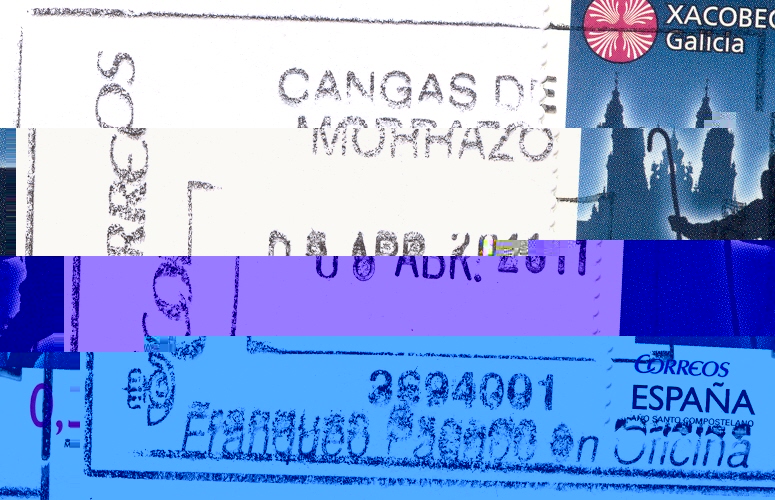 XACOBEO
Galicia
CORREOS
CANGAS DE
MORRAZO
08 ABR. 2011
CORREOS
ESPAÑA
AÑO SANTO COMPOSTELANO
3694001
Franqueo Pagado en Oficina
0,